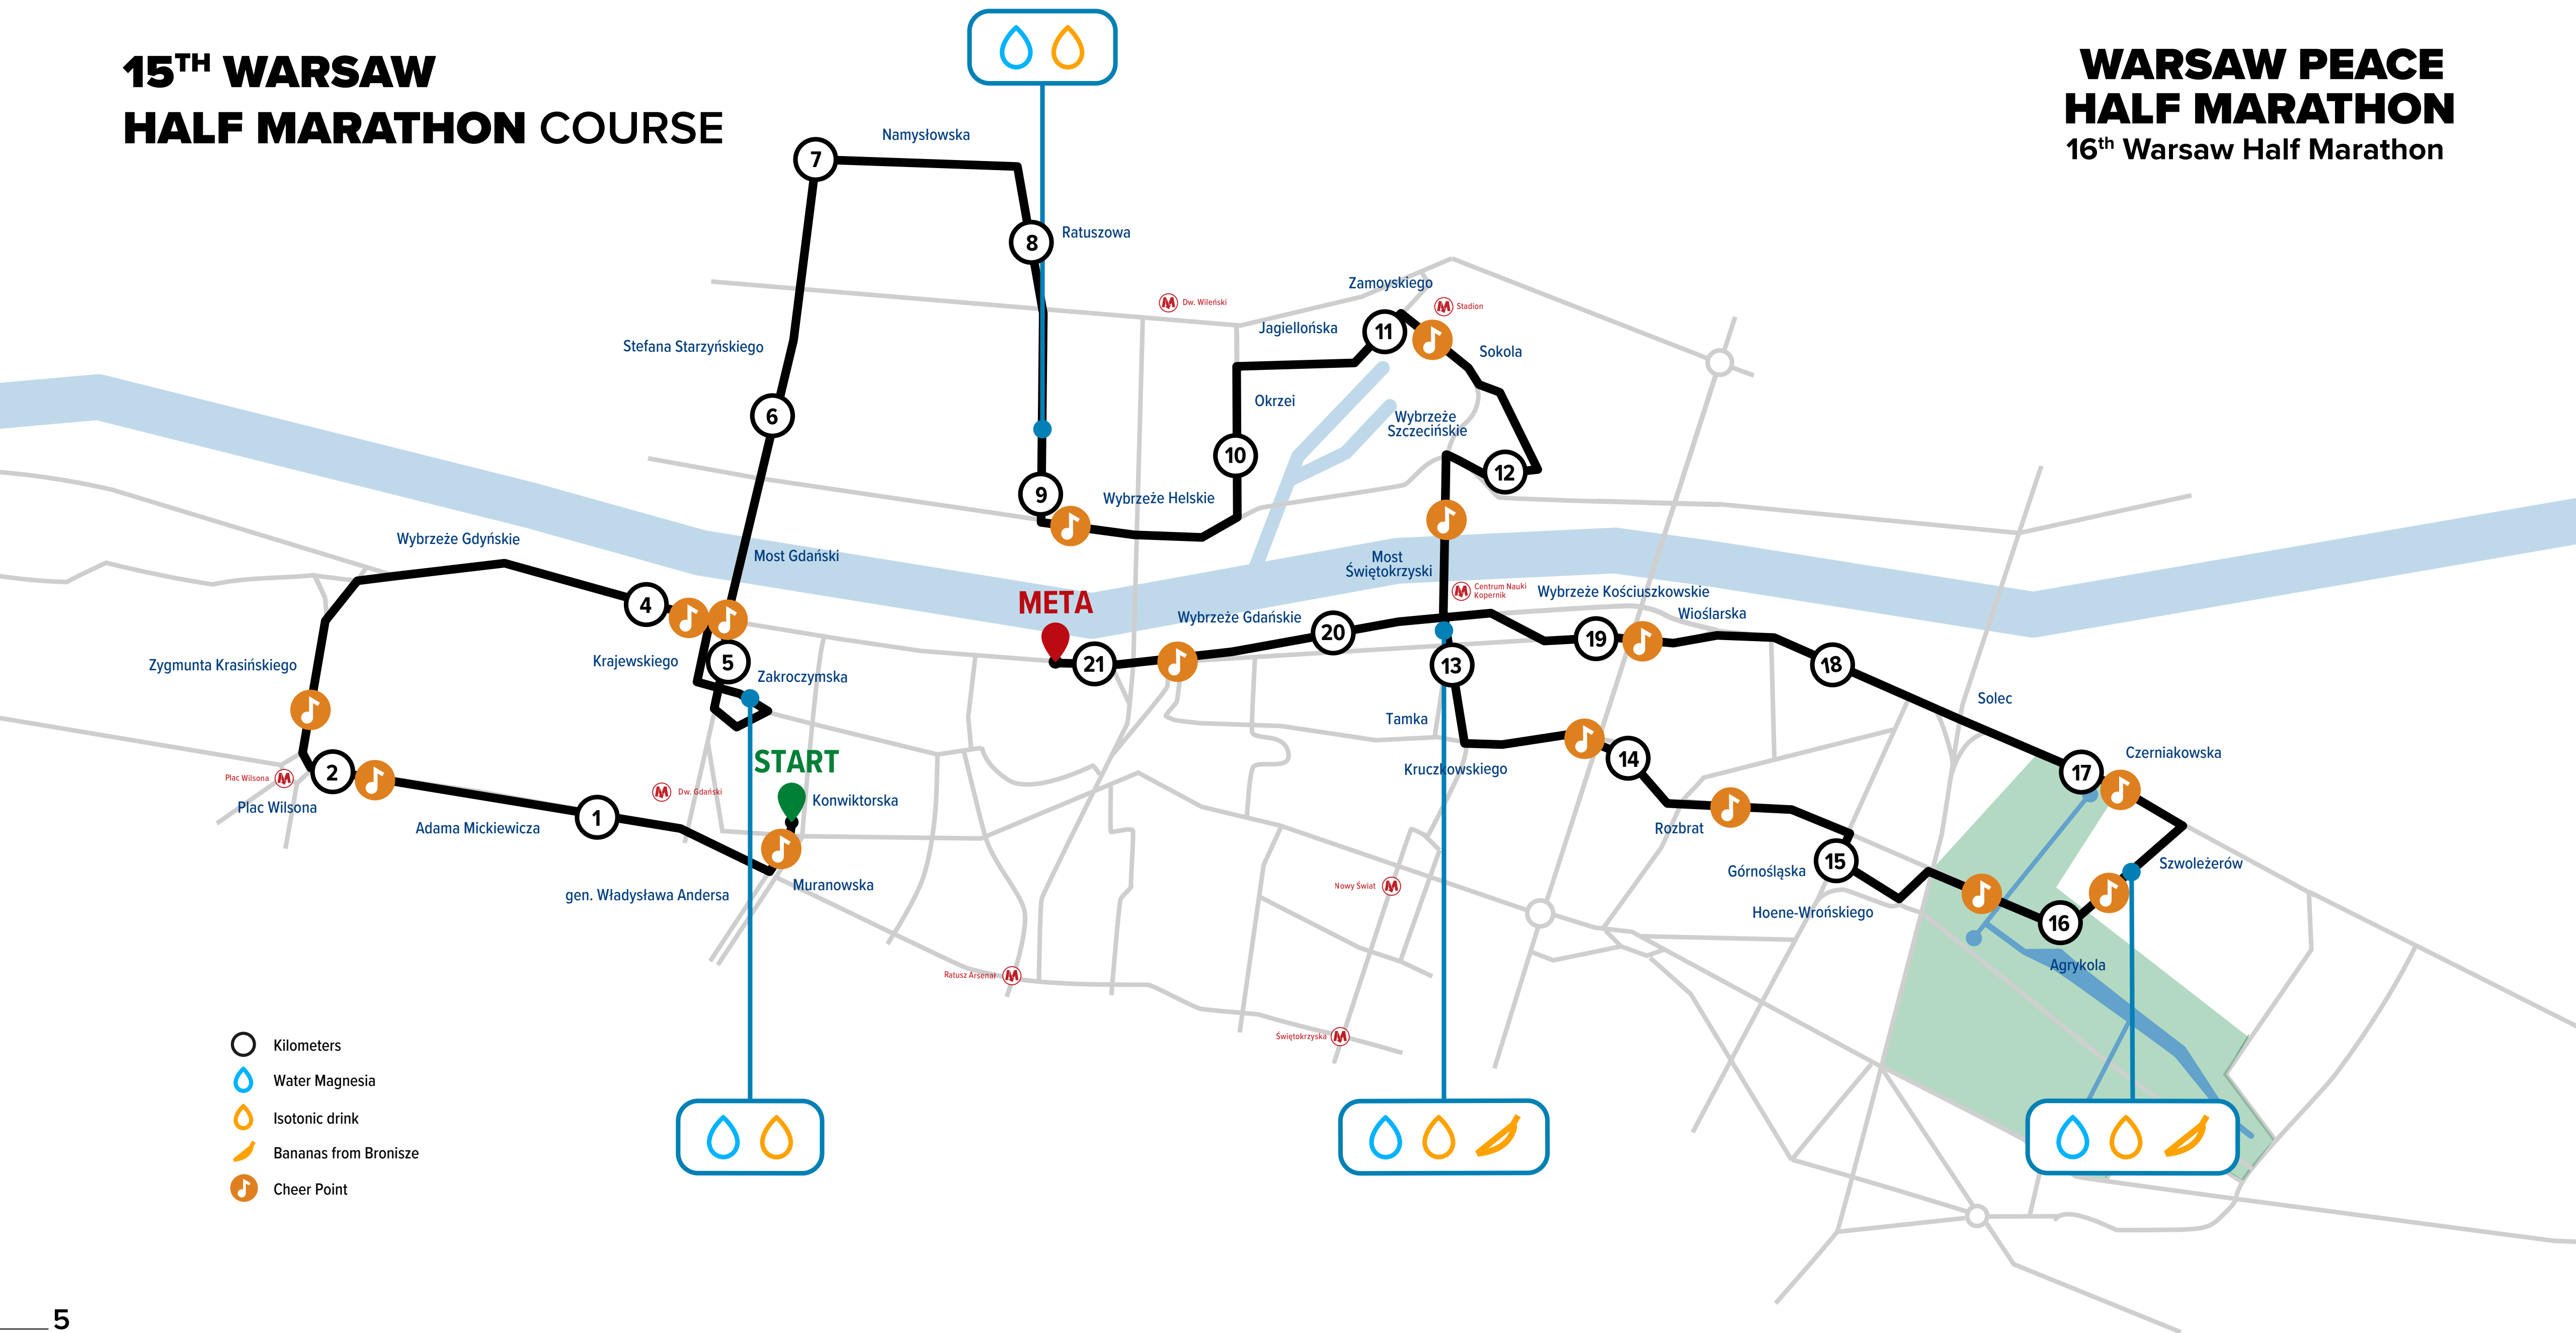 15TH WARSAW
HALF MARATHON COURSE
WARSAW PEACE
HALF MARATHON
16th Warsaw Half Marathon
7
Namysłowska
8
Ratuszowa
Zamoyskiego
Dw. Wileński
Stadion
Jagiellońska
11
Sokola
Stefana Starzyńskiego
Okrzei
6
Wybrzeże
Szczecińskie
10
12
9
Wybrzeże Helskie
Wybrzeże Gdyńskie
Most Gdański
Most
Świętokrzyski
Centrum Nauki
Kopernik
Wybrzeże Kościuszkowskie
META
4
Wybrzeże Gdańskie
Wioślarska
20
19
Zygmunta Krasińskiego
Krajewskiego
5
21
13
18
Zakroczymska
Solec
Tamka
START
Czerniakowska
14
Kruczkowskiego
17
2
Plac Wilsona
Plac Wilsona
Dw. Gdański
Konwiktorska
1
Adama Mickiewicza
Rozbrat
15
Górnośląska
Szwoleżerów
Muranowska
gen. Władysława Andersa
Nowy Świat
Hoene-Wrońskiego
16
Agrykola
Ratusz Arsenał
Świętokrzyska
Kilometers
Water Magnesia
Isotonic drink
Bananas from Bronisze
Cheer Point
5